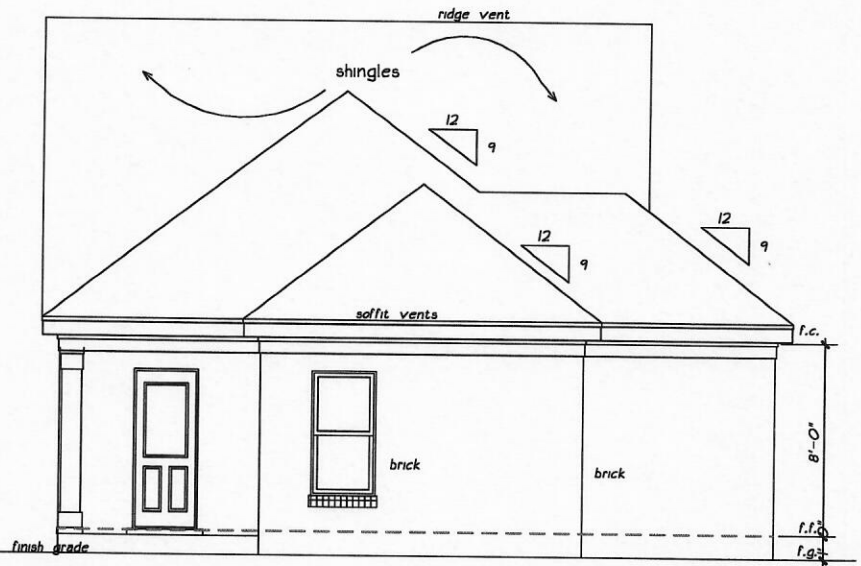 ridge vent
shingles
12
9
12
9
12
9
soffit vents
f.c.
8'-0"
brick
brick
f.f.
finish grade
f.g.